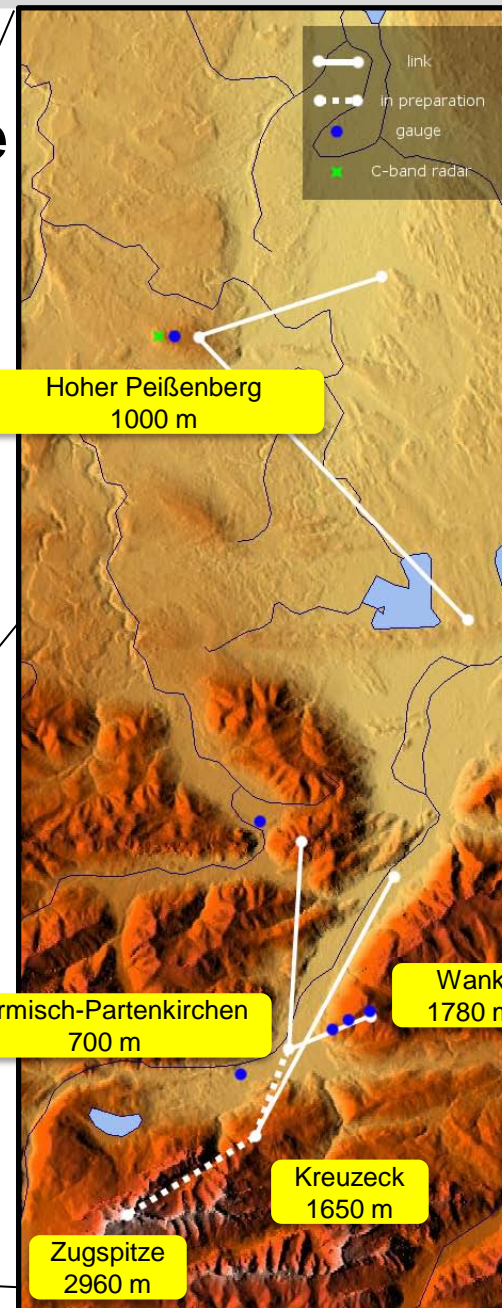 e
link
in preparation
gauge
C-band radar
Hoher Peißenberg
1000 m
rmisch-Partenkirchen
700 m
Wank
1780 m
Kreuzeck
1650 m
Zugspitze
2960 m